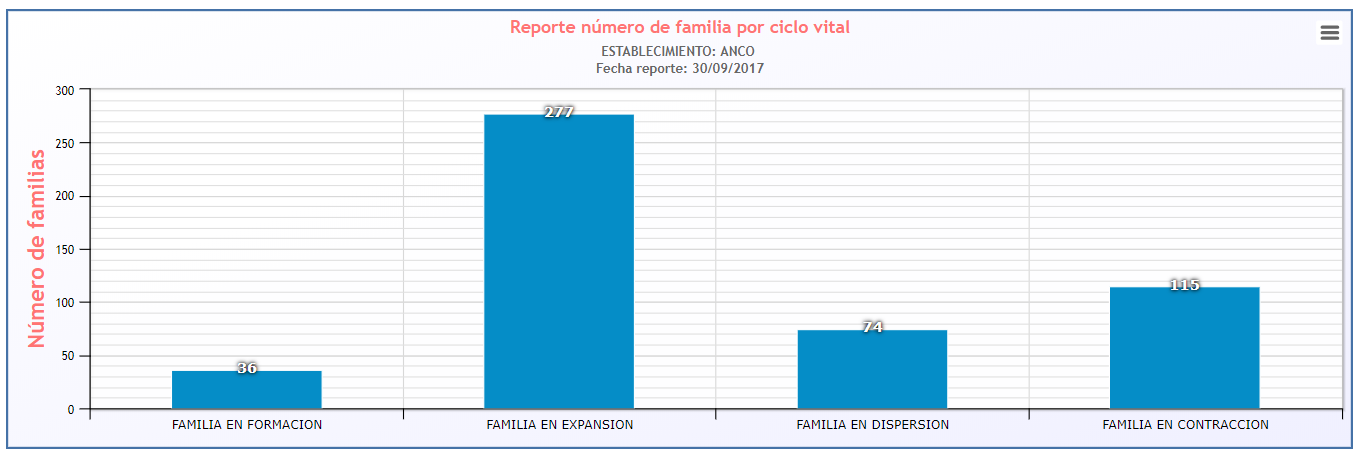 Reporte número de familia por ciclo vital
ESTABLECIMIENTO: ANCO
Fecha reporte: 30/09/2017
Número de familias
300
250
200
150
100
50
0
36
277
74
115
FAMILIA EN FORMACION
FAMILIA EN EXPANSION
FAMILIA EN DISPERSION
FAMILIA EN CONTRACCION